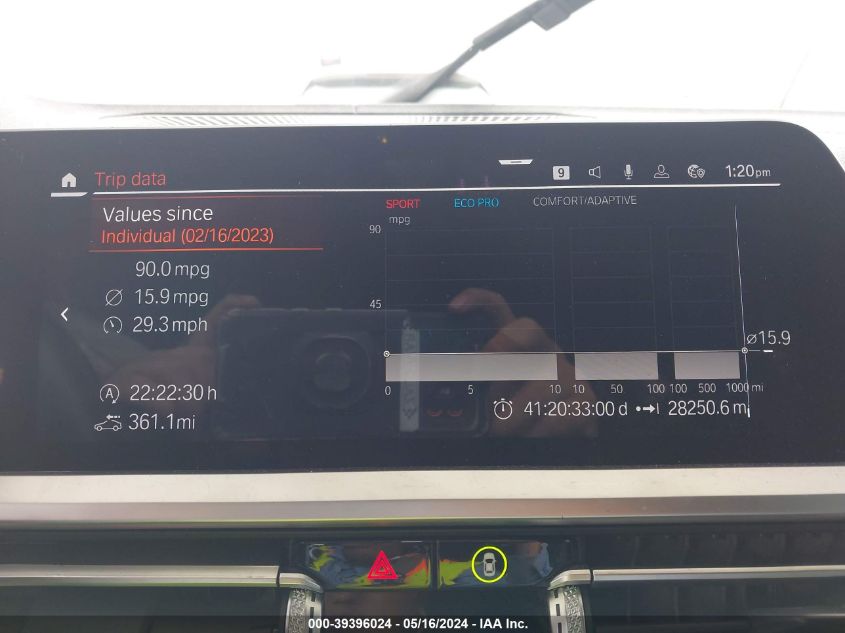 9 1:20pm
Trip data
Values since
Individual (02/16/2023)
90.0 mpg
⌀ 15.9 mpg
29.3 mph
A 22:22:30 h
361.1 mi
SPORT ECO PRO COMFORT/ADAPTIVE
mpg
90
45
⌀15.9
0 5 10 10 50 100 100 500 1000 mi
41:20:33:00 d 28250.6 m
000-39396024 - 05/16/2024 - IAA Inc.